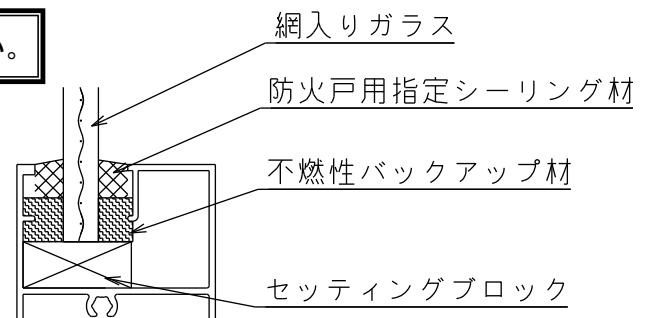 い。
網入りガラス
防火戸用指定シーリング材
不燃性バックアップ材
セッティングブロック